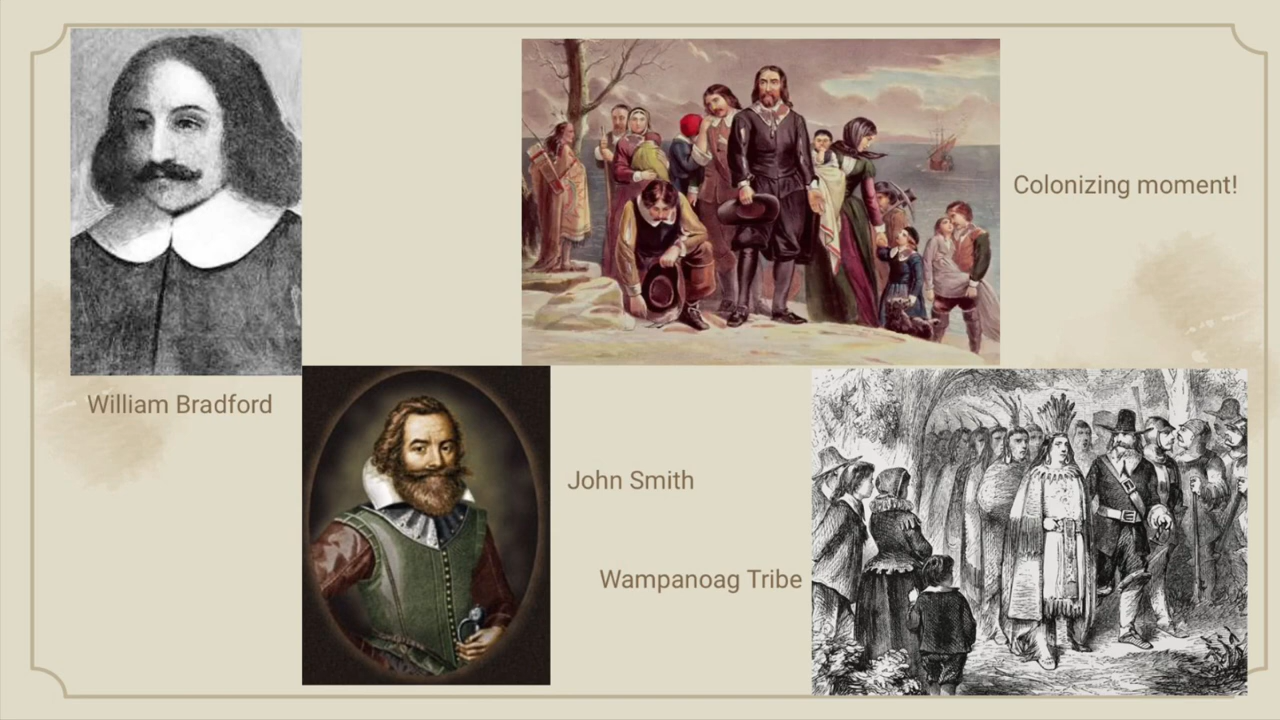 Colonizing moment!
William Bradford
John Smith
Wampanoag Tribe